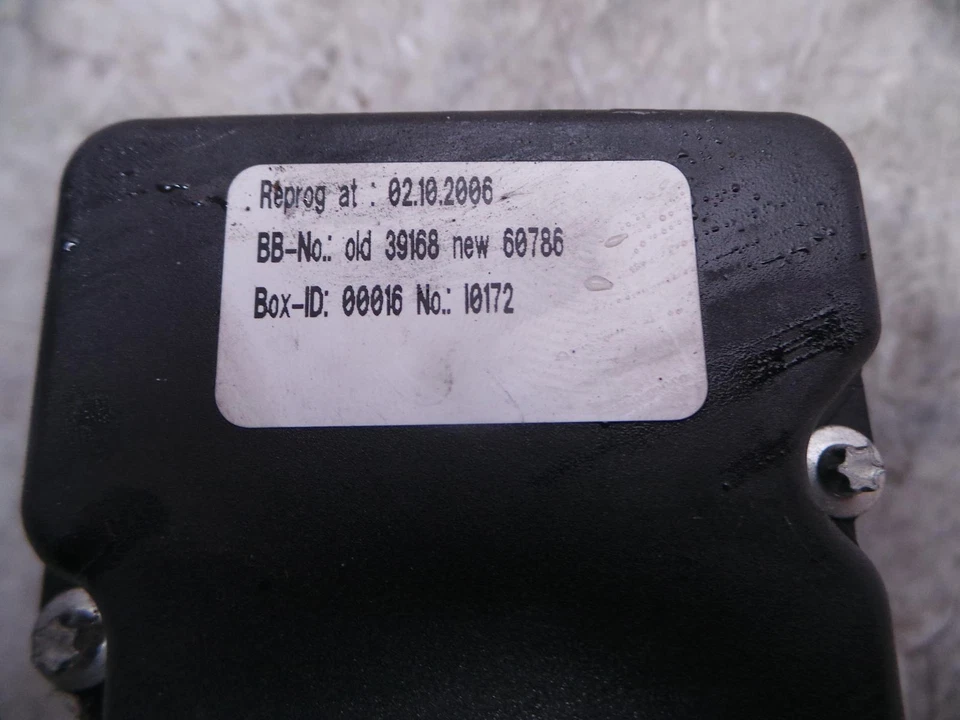 Reprog at : 02.10.2006
BB-No.: old 39168 new 60786
Box-ID: 00016 No.: 10172